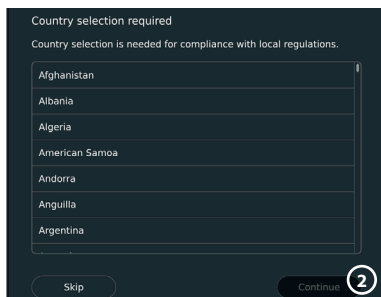 Country selection required
Country selection is needed for compliance with local regulations.
Afghanistan
Albania
Algeria
American Samoa
Andorra
Anguilla
Argentina
Skip
Continue
2